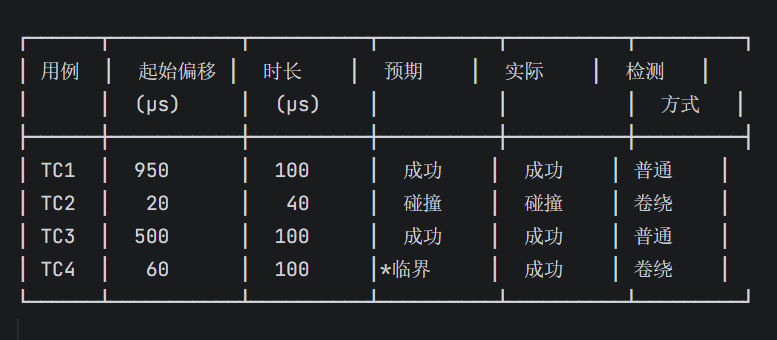 用例 起始偏移 时长 预期 实际 检测
(μs) (μs) 方式
TC1 950 100 成功 成功 普通
TC2 20 40 碰撞 碰撞 卷绕
TC3 500 100 成功 成功 普通
TC4 60 100 *临界 成功 卷绕